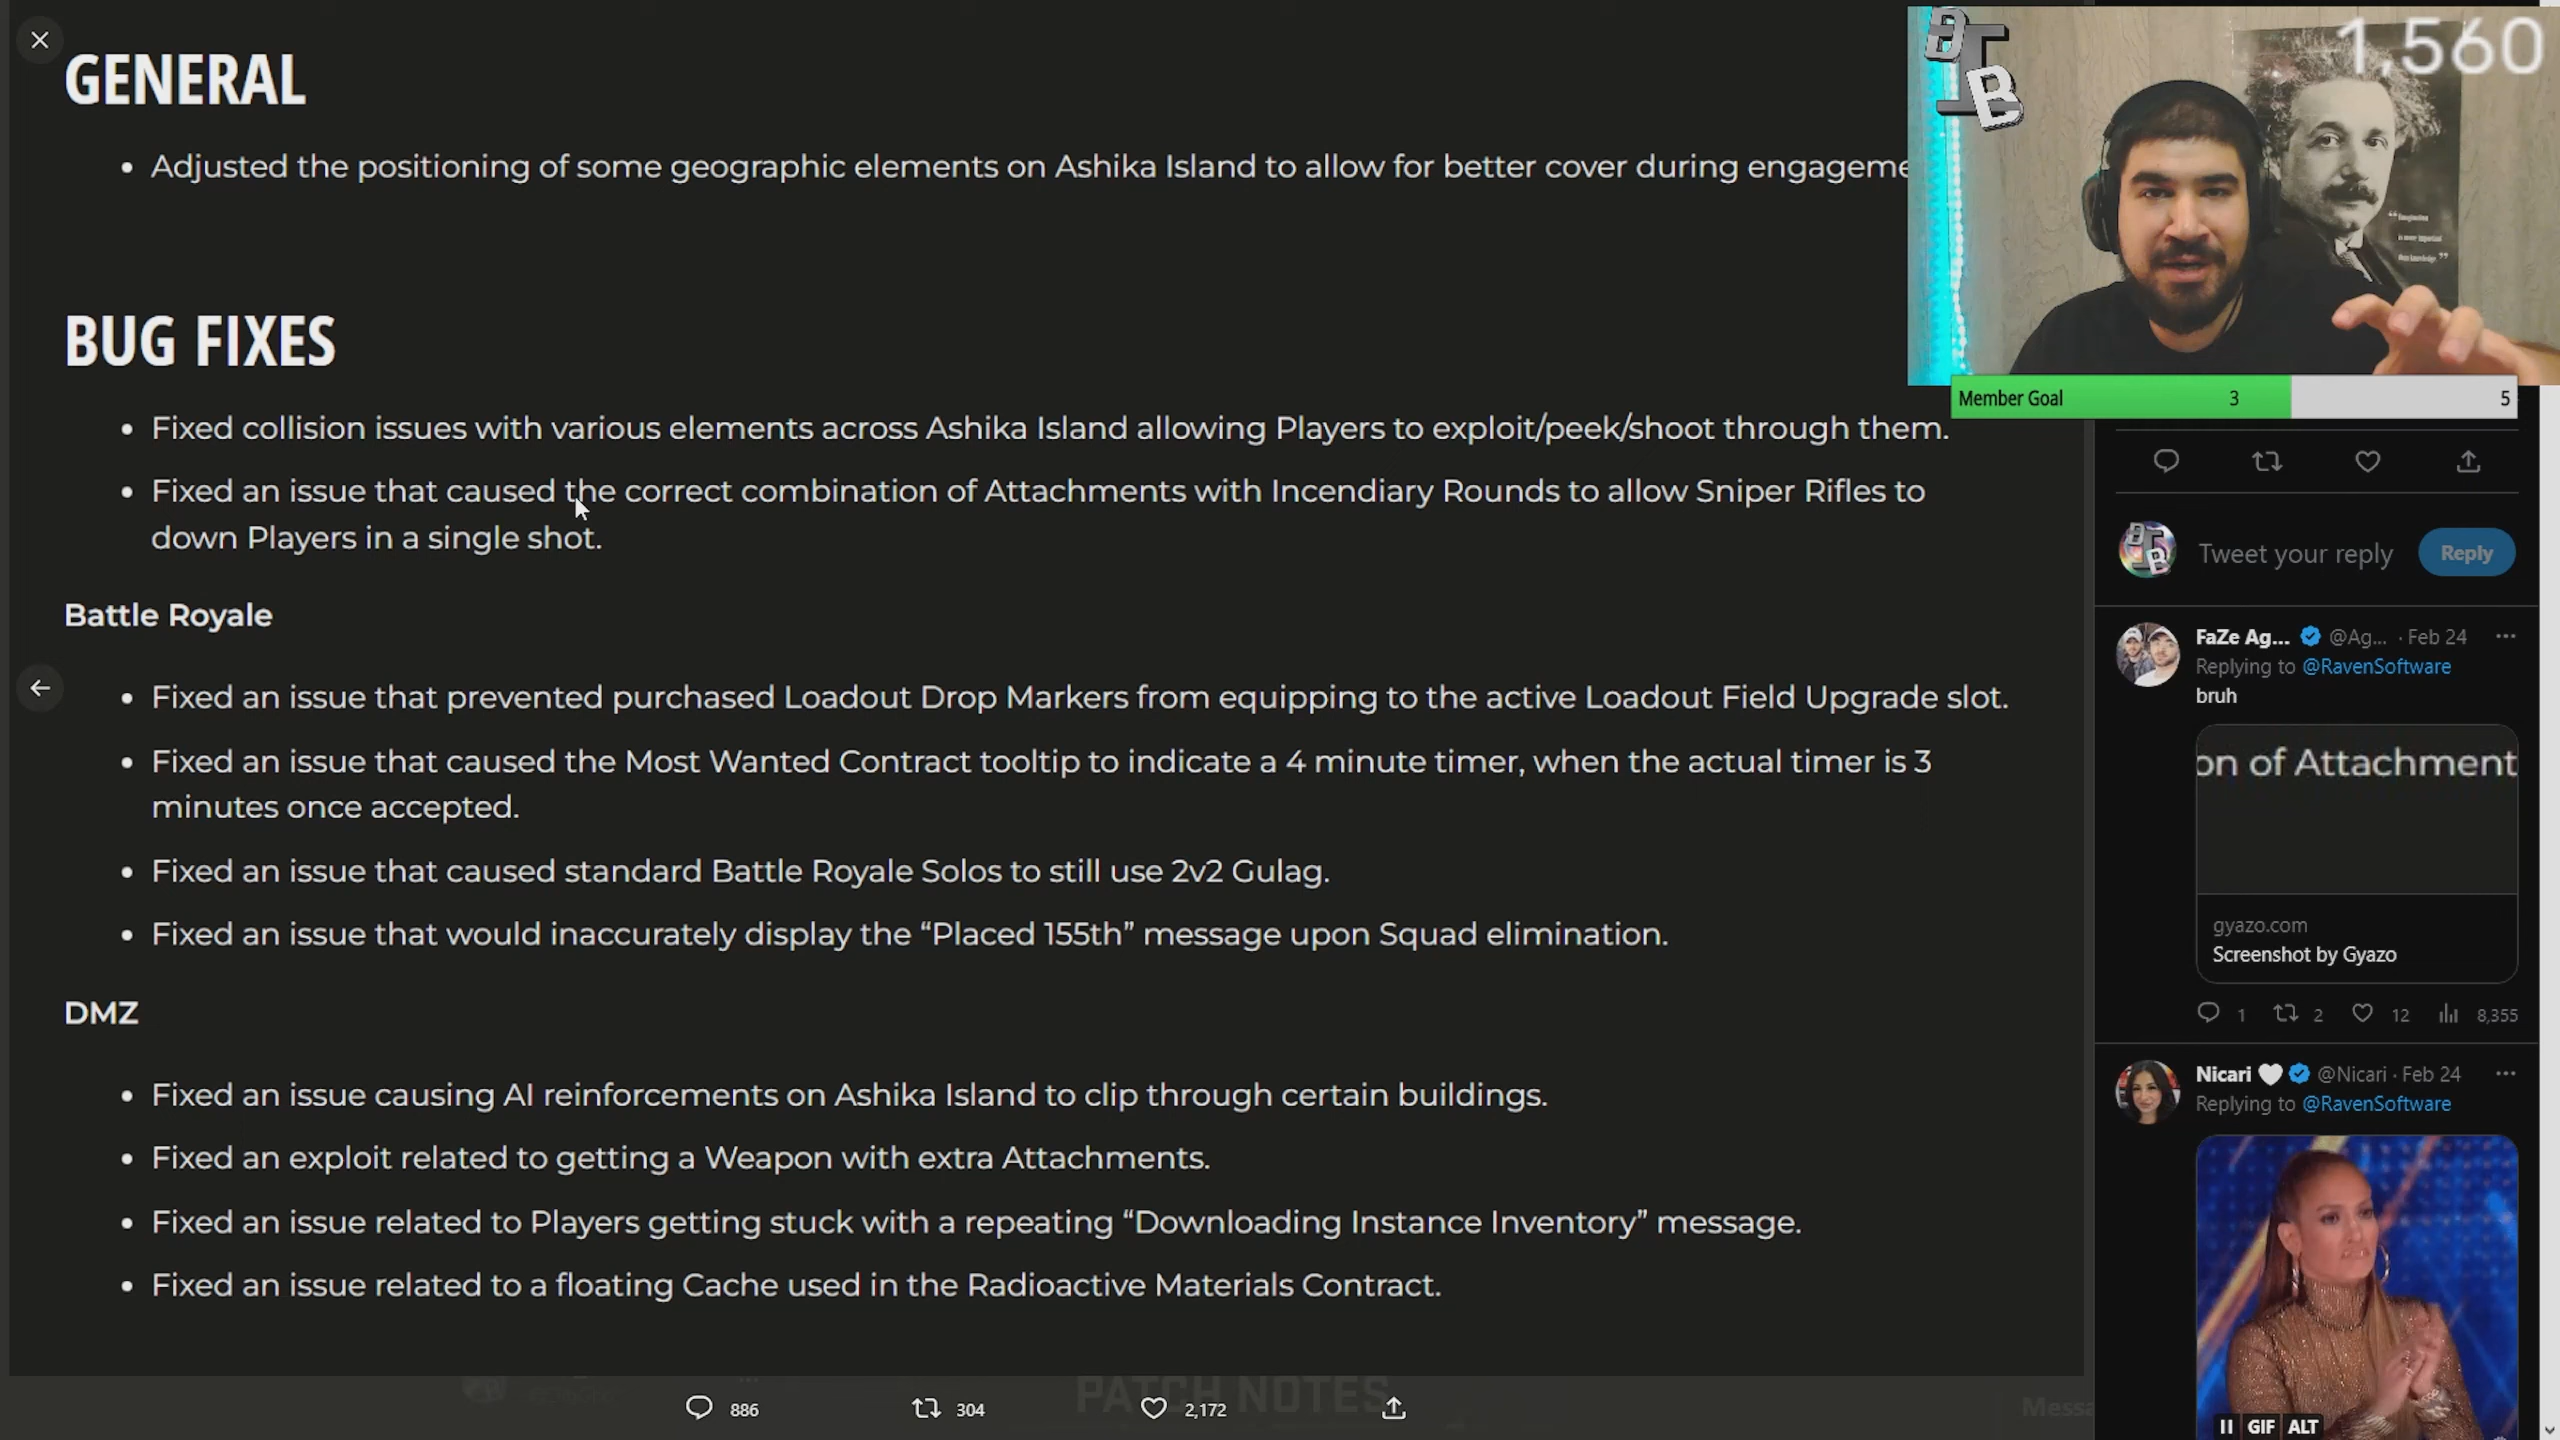 GENERAL
Adjusted the positioning of some geographic elements on Ashika Island to allow for better cover during engageme
BUG FIXES
Fixed collision issues with various elements across Ashika Island allowing Players to exploit/peek/shoot through them.
Fixed an issue that caused the correct combination of Attachments with Incendiary Rounds to allow Sniper Rifles to
down Players in a single shot.
Battle Royale
Fixed an issue that prevented purchased Loadout Drop Markers from equipping to the active Loadout Field Upgrade slot.
Fixed an issue that caused the Most Wanted Contract tooltip to indicate a 4 minute timer, when the actual timer is 3
minutes once accepted.
Fixed an issue that caused standard Battle Royale Solos to still use 2v2 Gulag.
Fixed an issue that would inaccurately display the “Placed 155th” message upon Squad elimination.
DMZ
Fixed an issue causing AI reinforcements on Ashika Island to clip through certain buildings.
Fixed an exploit related to getting a Weapon with extra Attachments.
Fixed an issue related to Players getting stuck with a repeating “Downloading Instance Inventory” message.
Fixed an issue related to a floating Cache used in the Radioactive Materials Contract.
PATCH NOTES
Messa
886 304 2,172
1,560
B
Member Goal 3 5
Tweet your reply Reply
FaZe Ag... @Ag... · Feb 24 ...
Replying to @RavenSoftware
bruh
on of Attachment
gyazo.com
Screenshot by Gyazo
1 2 12 8,355
Nicari @Nicari · Feb 24 ...
Replying to @RavenSoftware
GIF ALT